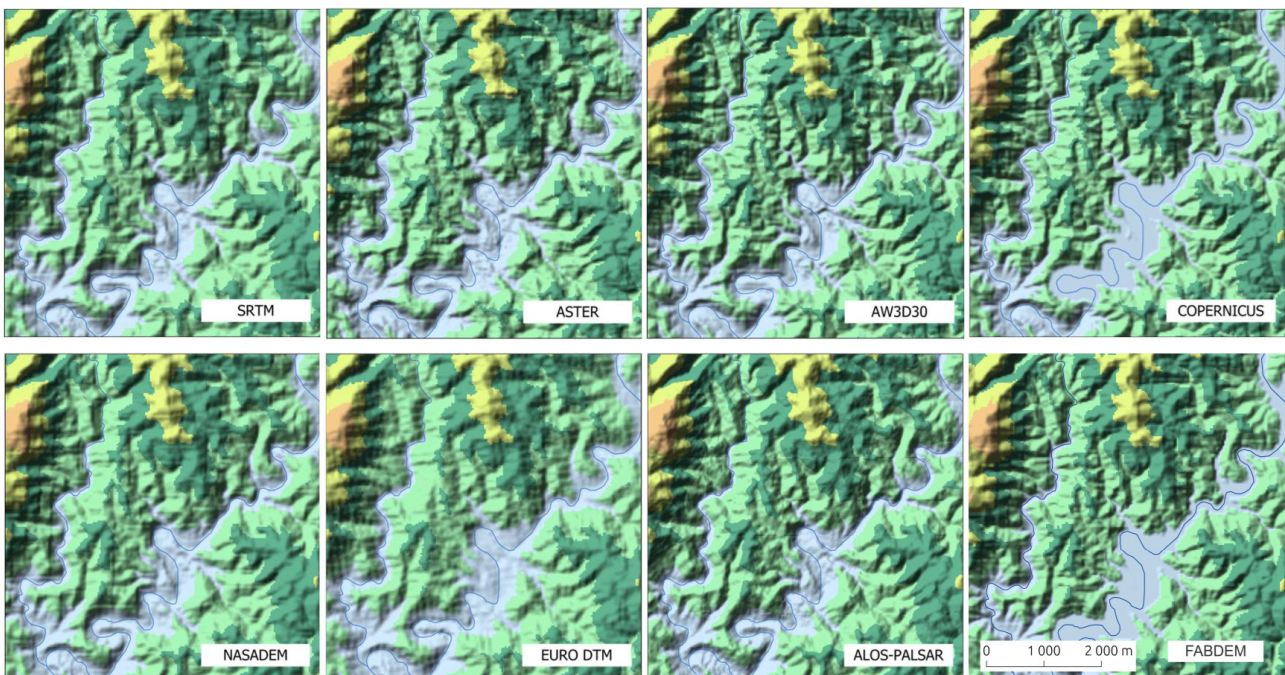 SRTM
ASTER
AW3D30
COPERNICUS
NASADEM
EURO DTM
ALOS-PALSAR
FABDEM
0 1 000 2 000 m